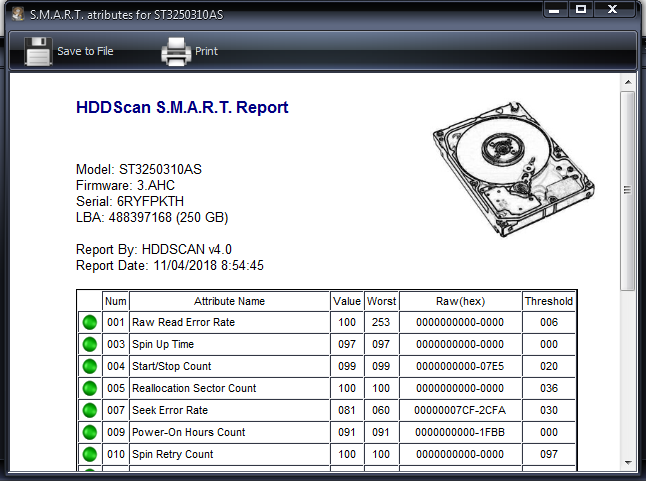 S.M.A.R.T. atributes for ST3250310AS
Save to File
Print
HDDScan S.M.A.R.T. Report
Model: ST3250310AS
Firmware: 3.AHC
Serial: 6RYFPKTH
LBA: 488397168 (250 GB)
Report By: HDDSCAN v4.0
Report Date: 11/04/2018 8:54:45
Num Attribute Name Value Worst Raw(hex) Threshold
001 Raw Read Error Rate 100 253 0000000000-0000 006
003 Spin Up Time 097 097 0000000000-0000 000
004 Start/Stop Count 099 099 0000000000-07E5 020
005 Reallocation Sector Count 100 100 0000000000-0000 036
007 Seek Error Rate 081 060 00000007CF-2CFA 030
009 Power-On Hours Count 091 091 0000000000-1FBB 000
010 Spin Retry Count 100 100 0000000000-0000 097